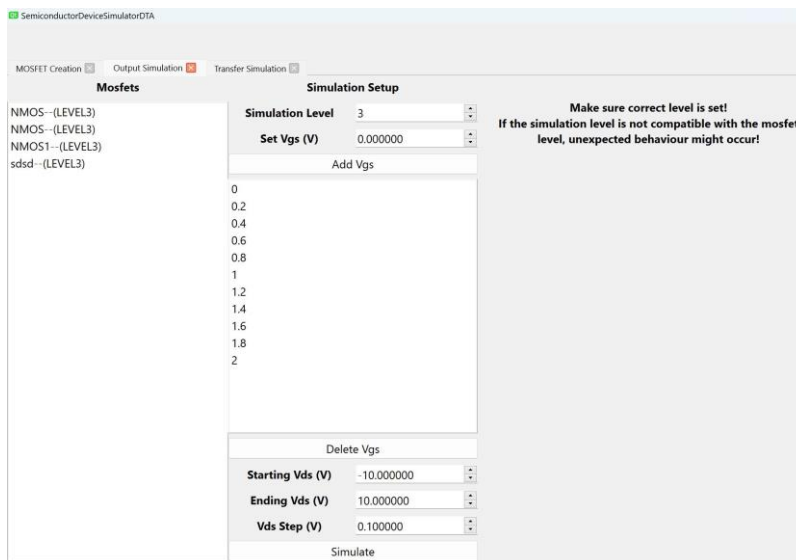 SemiconductorDeviceSimulatorDTA
MOSFET Creation
Output Simulation
Transfer Simulation
Mosfets
NMOS--(LEVEL3)
NMOS--(LEVEL3)
NMOS1--(LEVEL3)
sdsd--(LEVEL3)
Simulation Setup
Simulation Level 3
Set Vgs (V) 0.000000
Add Vgs
0
0.2
0.4
0.6
0.8
1
1.2
1.4
1.6
1.8
2
Delete Vgs
Starting Vds (V) -10.000000
Ending Vds (V) 10.000000
Vds Step (V) 0.100000
Simulate
Make sure correct level is set!
If the simulation level is not compatible with the mosfet
level, unexpected behaviour might occur!